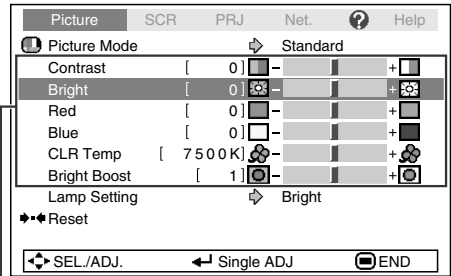 Picture SCR PRJ Net. ? Help
Picture Mode Standard
Contrast [ 0] - +
Bright [ 0] - +
Red [ 0] - +
Blue [ 0] - +
CLR Temp [ 7500K] - +
Bright Boost [ 1] - +
Lamp Setting Bright
Reset
SEL./ADJ. Single ADJ END